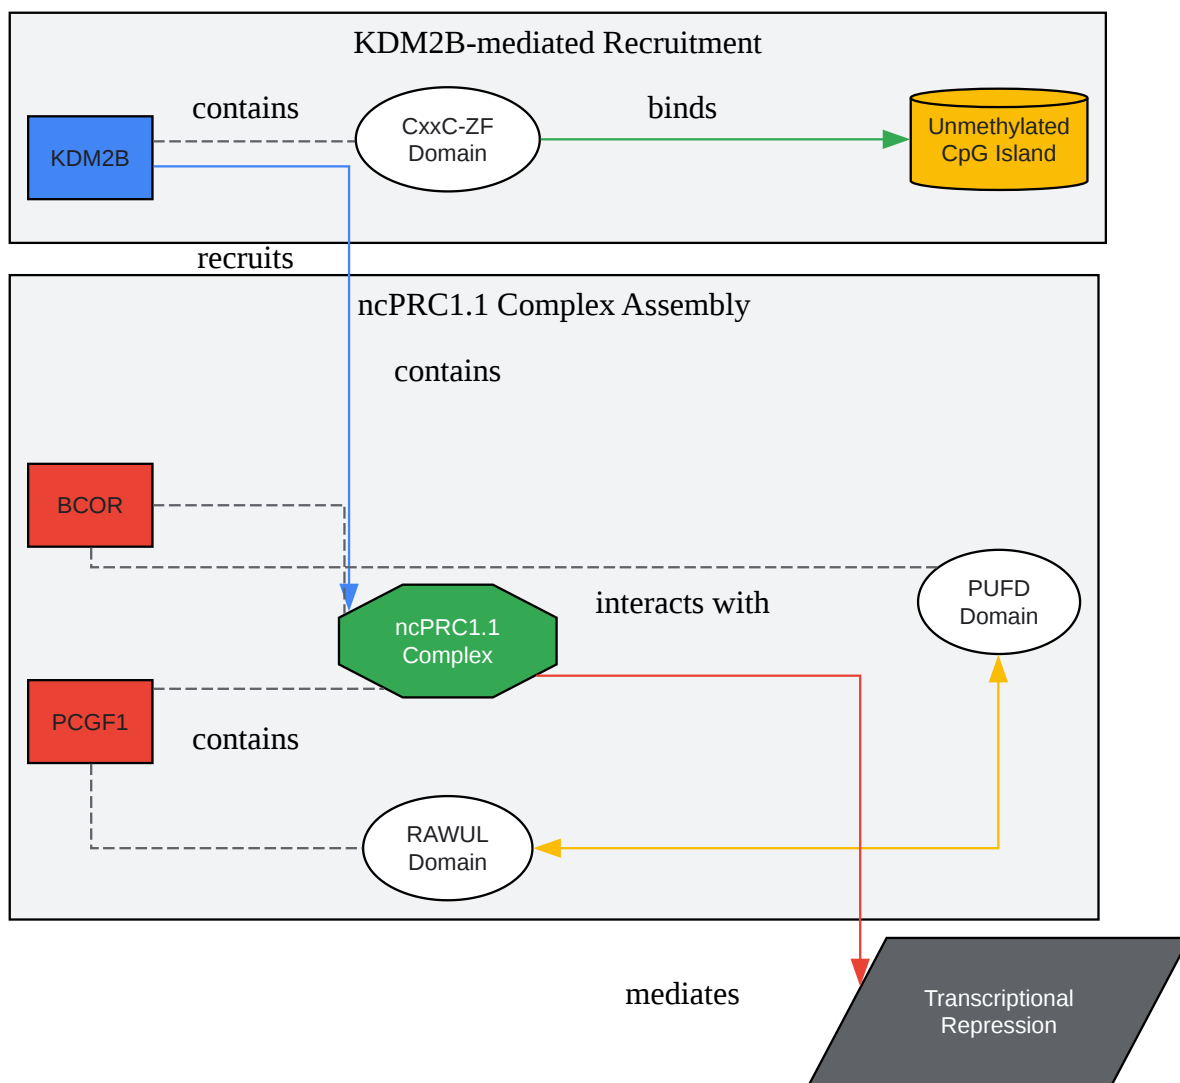 KDM2B-mediated Recruitment
contains
binds
KDM2B
CxxC-ZF
Domain
Unmethylated
CpG Island
recruits
ncPRC1.1 Complex Assembly
contains
BCOR
interacts with
PUFD
Domain
ncPRC1.1
Complex
PCGF1
contains
RAWUL
Domain
mediates
Transcriptional
Repression